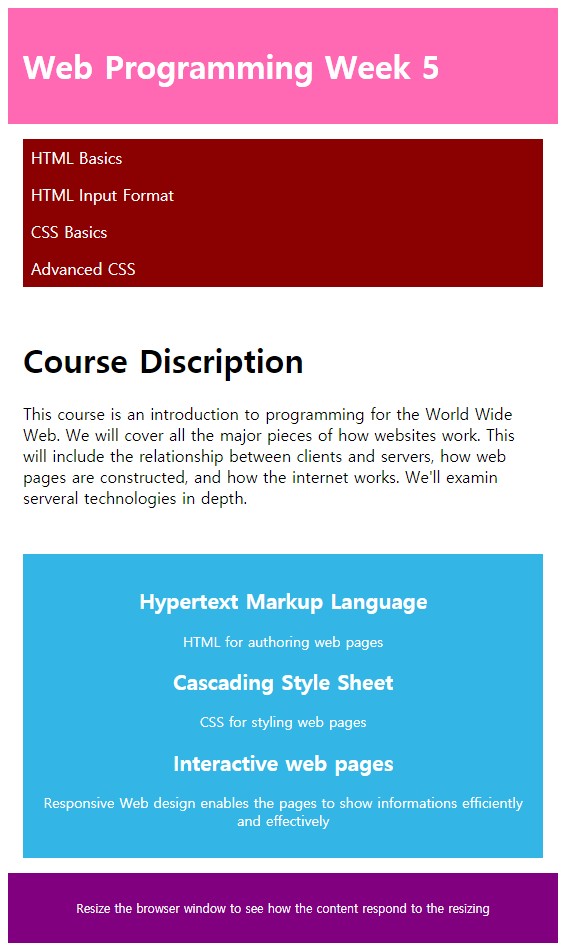 Web Programming Week 5
HTML Basics
HTML Input Format
CSS Basics
Advanced CSS
Course Discription
This course is an introduction to programming for the World Wide
Web. We will cover all the major pieces of how websites work. This
will include the relationship between clients and servers, how web
pages are constructed, and how the internet works. We'll examin
serveral technologies in depth.
Hypertext Markup Language
HTML for authoring web pages
Cascading Style Sheet
CSS for styling web pages
Interactive web pages
Responsive Web design enables the pages to show informations efficiently
and effectively
Resize the browser window to see how the content respond to the resizing